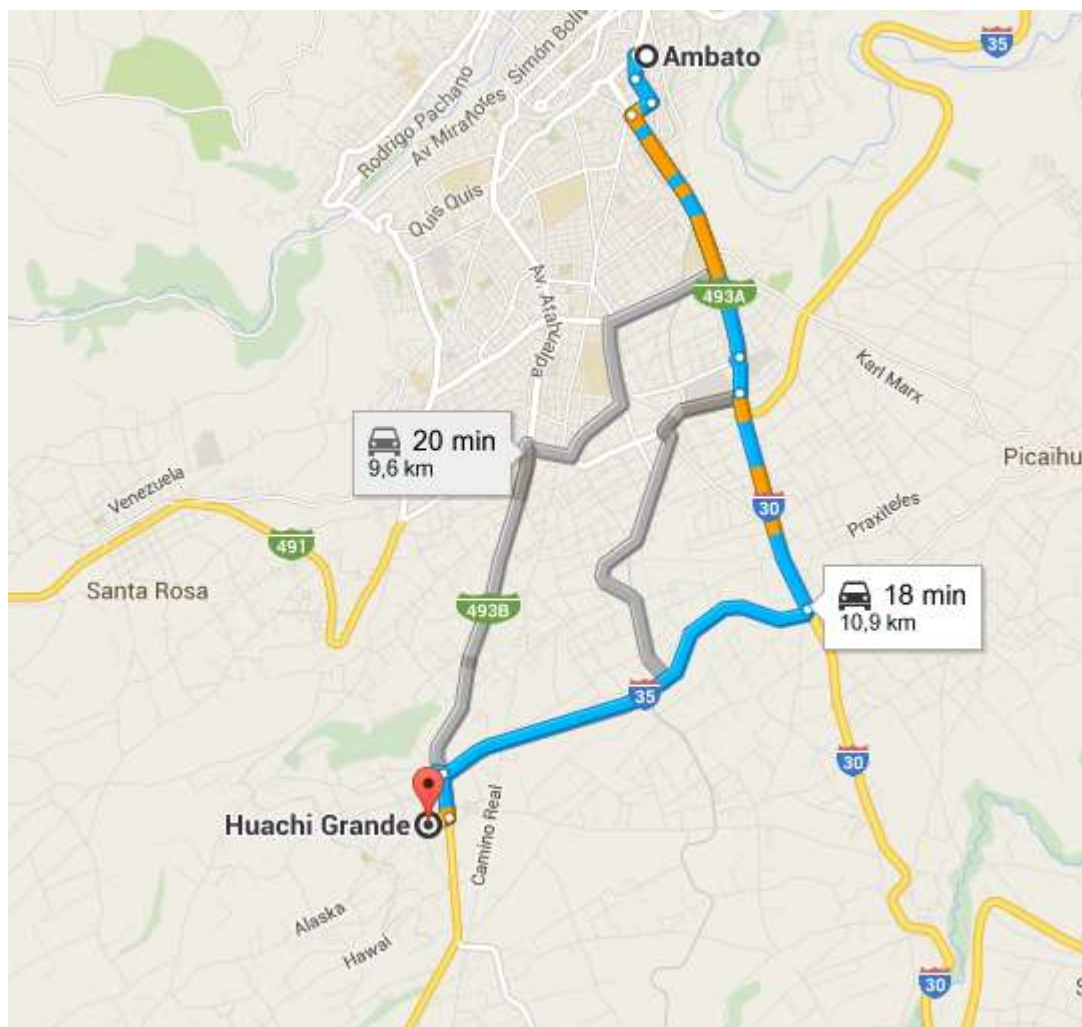 35
Ambato
Simón Bolív
Rodrigo Pachano
Av Mirañoles
Quis Quis
493A
Av. Atahualpa
Karl Marx
20 min
9,6 km
Picaihu
Venezuela
30
Praxiteles
491
Santa Rosa
18 min
10,9 km
493B
35
30
Huachi Grande
Camino Real
Alaska
Hawai
30
S